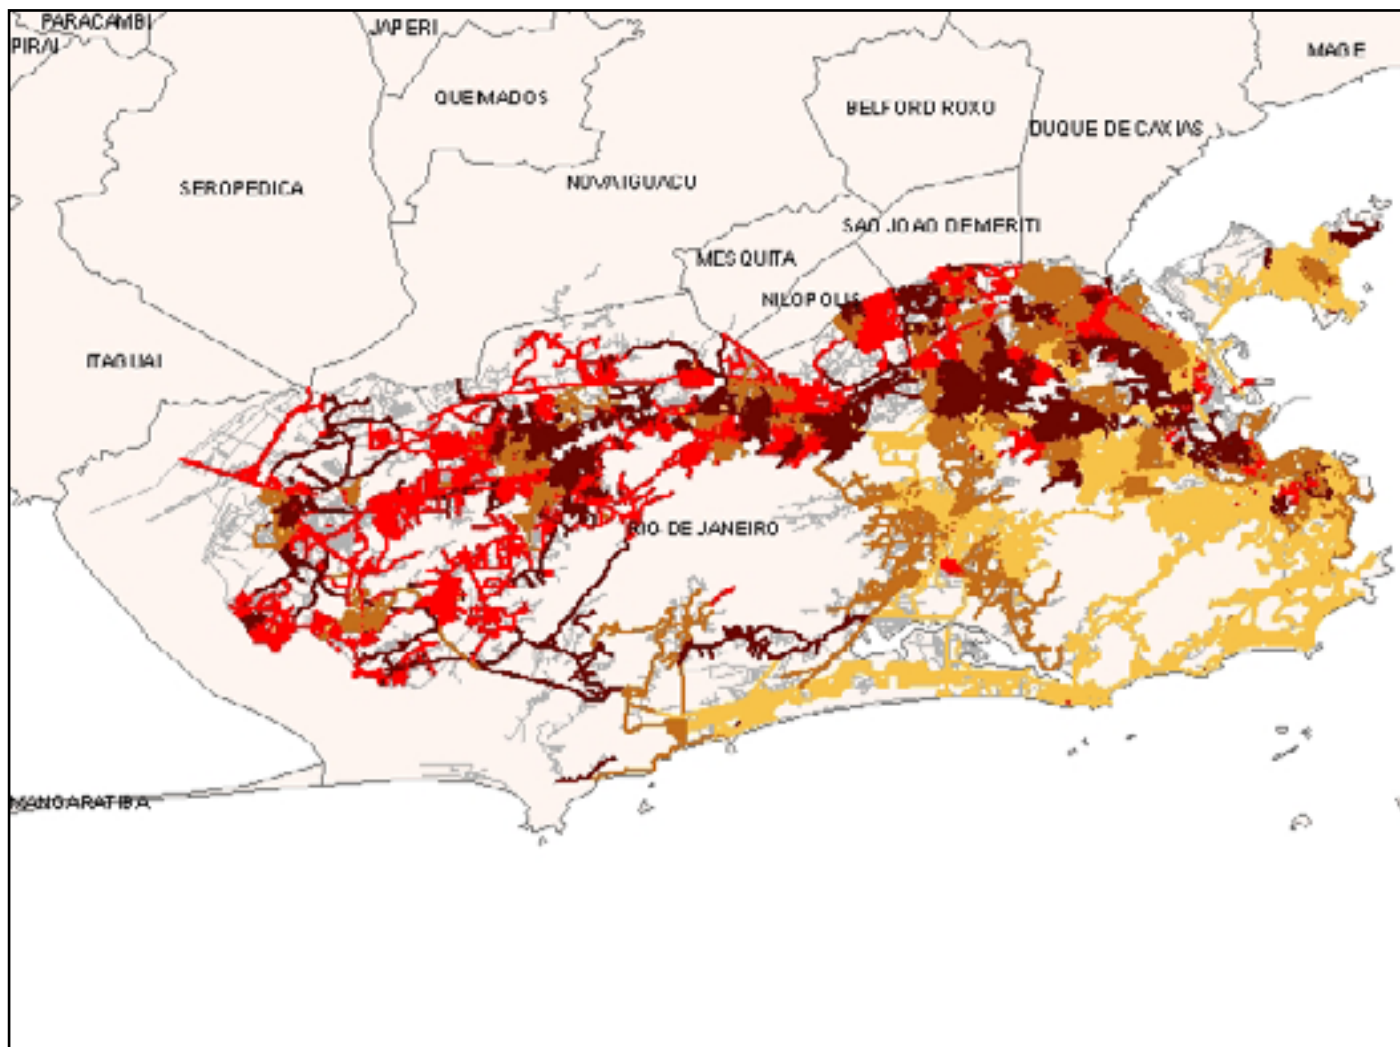 PARACAMBI
JAPERI
PIRAI
MAGE
QUEIMADOS
BELFORD ROXO
DUQUE DE CAXIAS
SEROPEDICA
NOVA IGUACU
SAO JOAO DE MERITI
MESQUITA
NILOPOLIS
ITAGUAI
RIO DE JANEIRO
MANGARATIBA